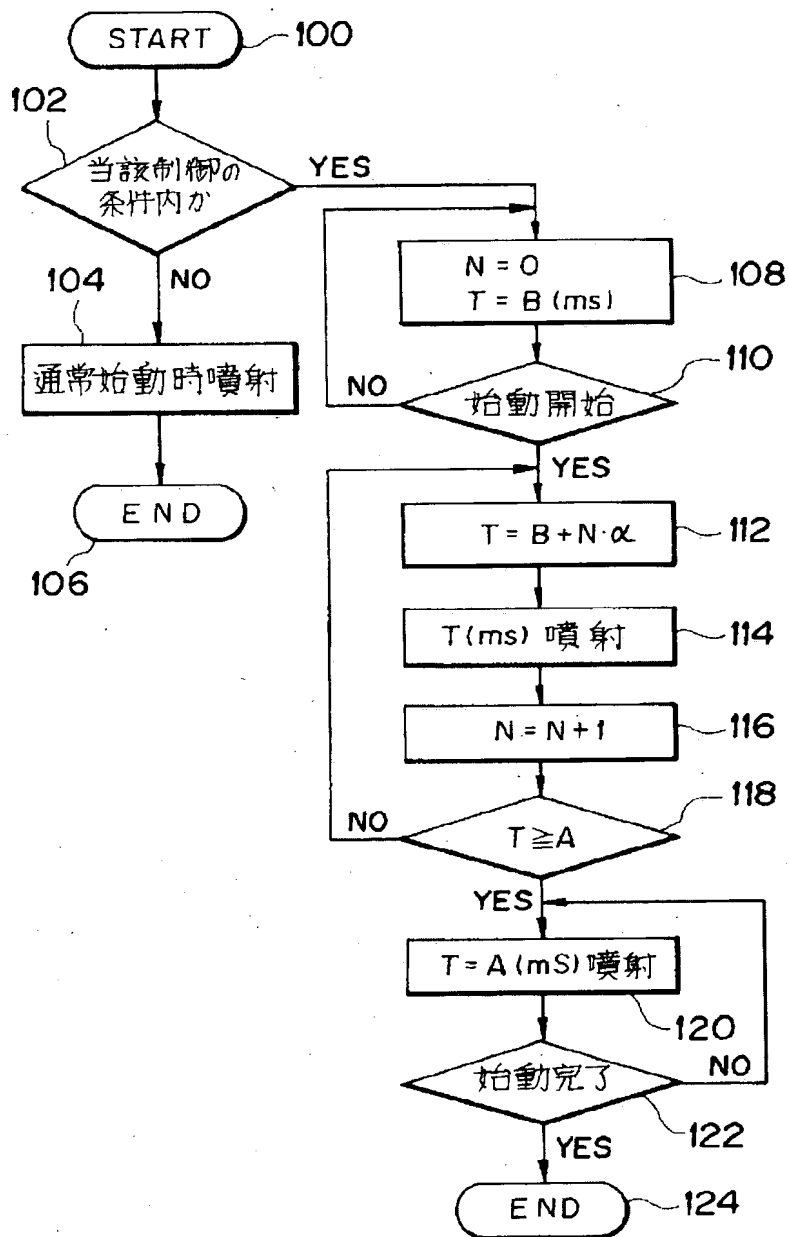 START
100
102
当該制御の
条件内か
YES
NO
104
通常始動時噴射
END
106
N=0
T=B(ms)
108
110
始動開始
NO
YES
T=B+N·α
112
T(ms)噴射
114
N=N+1
116
118
T≧A
NO
YES
T=A(mS)噴射
120
始動完了
NO
122
YES
END
124